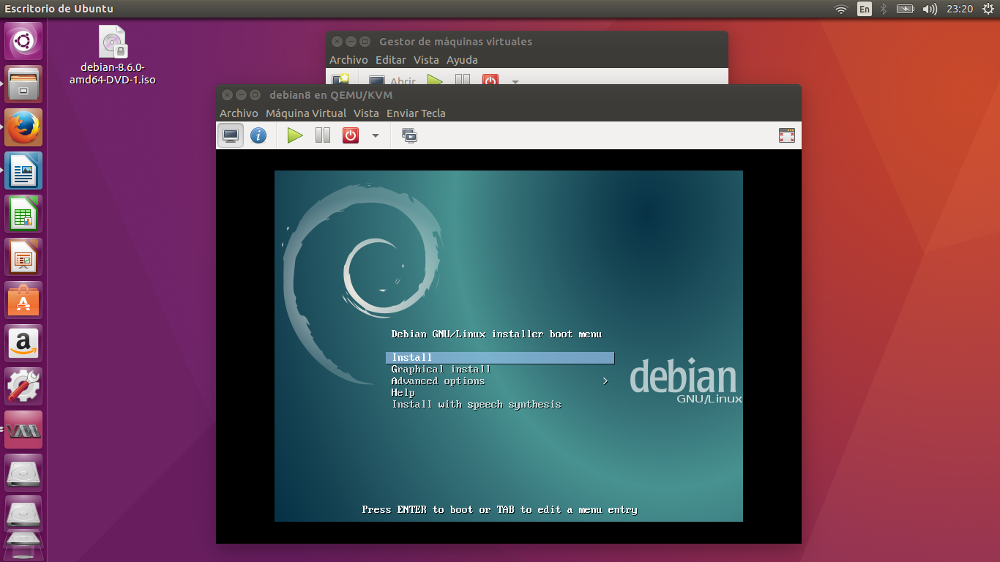 Escritorio de Ubuntu
En
23:20
debian-8.6.0-
amd64-DVD-1.iso
Gestor de máquinas virtuales
Archivo Editar Vista Ayuda
Abrir
debian8 en QEMU/KVM
Archivo Máquina Virtual Vista Enviar Tecla
Debian GNU/Linux installer boot menu
Install
Graphical install
Advanced options >
Help
Install with speech synthesis
debian
GNU/Linux
Press ENTER to boot or TAB to edit a menu entry